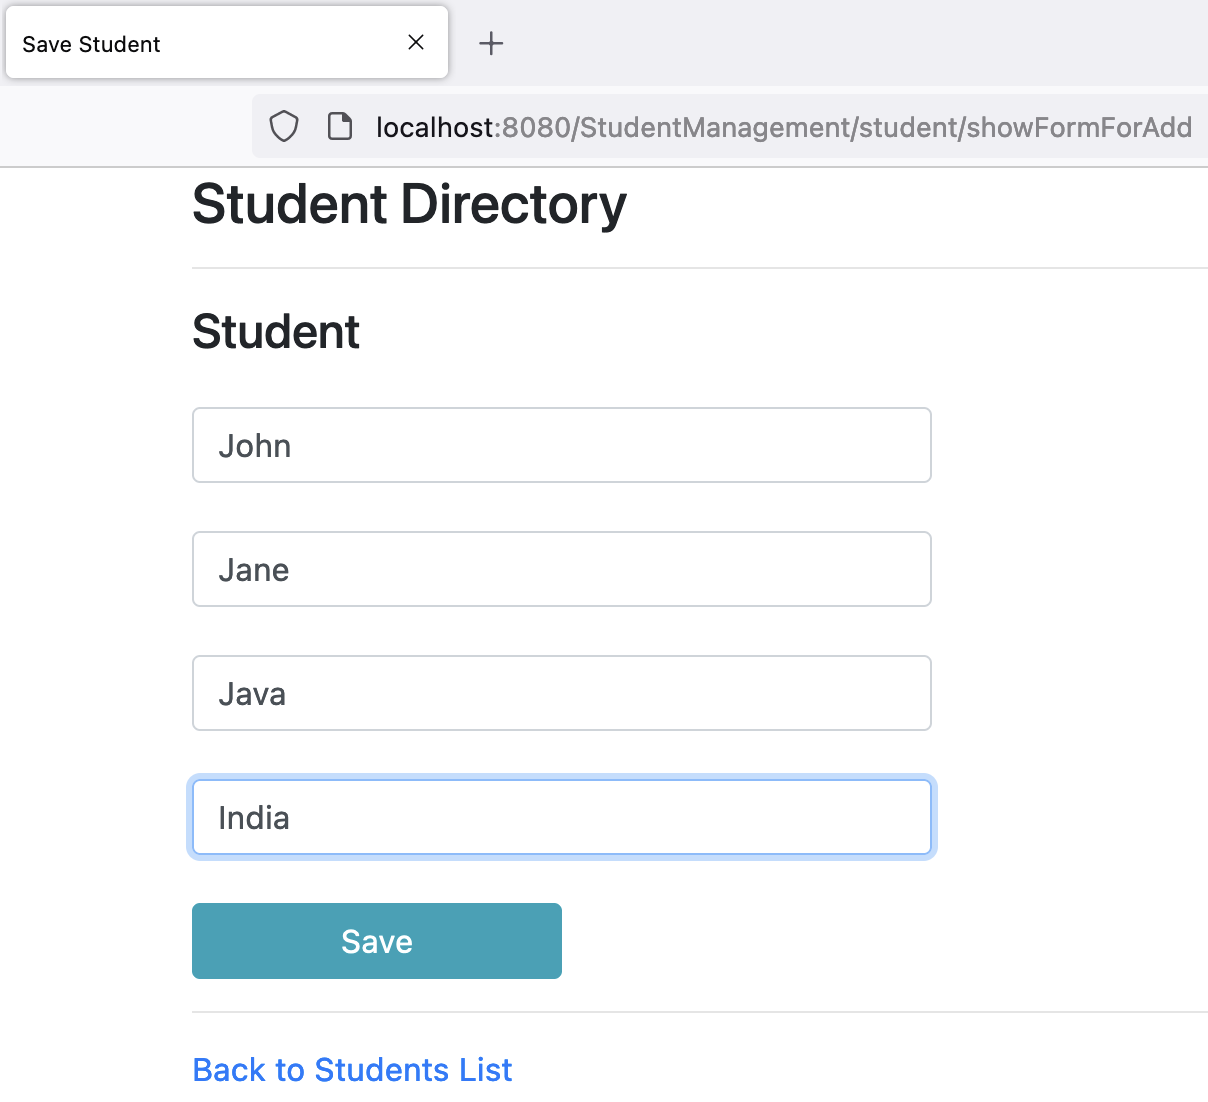 Save Student
localhost:8080/StudentManagement/student/showFormForAdd
Student Directory
Student
John
Jane
Java
India
Save
Back to Students List